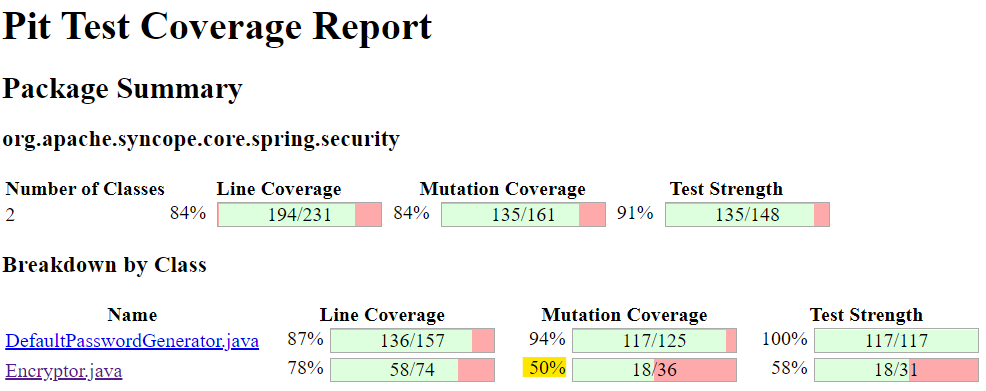 Pit Test Coverage Report
Package Summary
org.apache.syncope.core.spring.security
Number of Classes Line Coverage Mutation Coverage Test Strength
2 84% 194/231 84% 135/161 91% 135/148
Breakdown by Class
Name Line Coverage Mutation Coverage Test Strength
DefaultPasswordGenerator.java 87% 136/157 94% 117/125 100% 117/117
Encryptor.java 78% 58/74 50% 18/36 58% 18/31